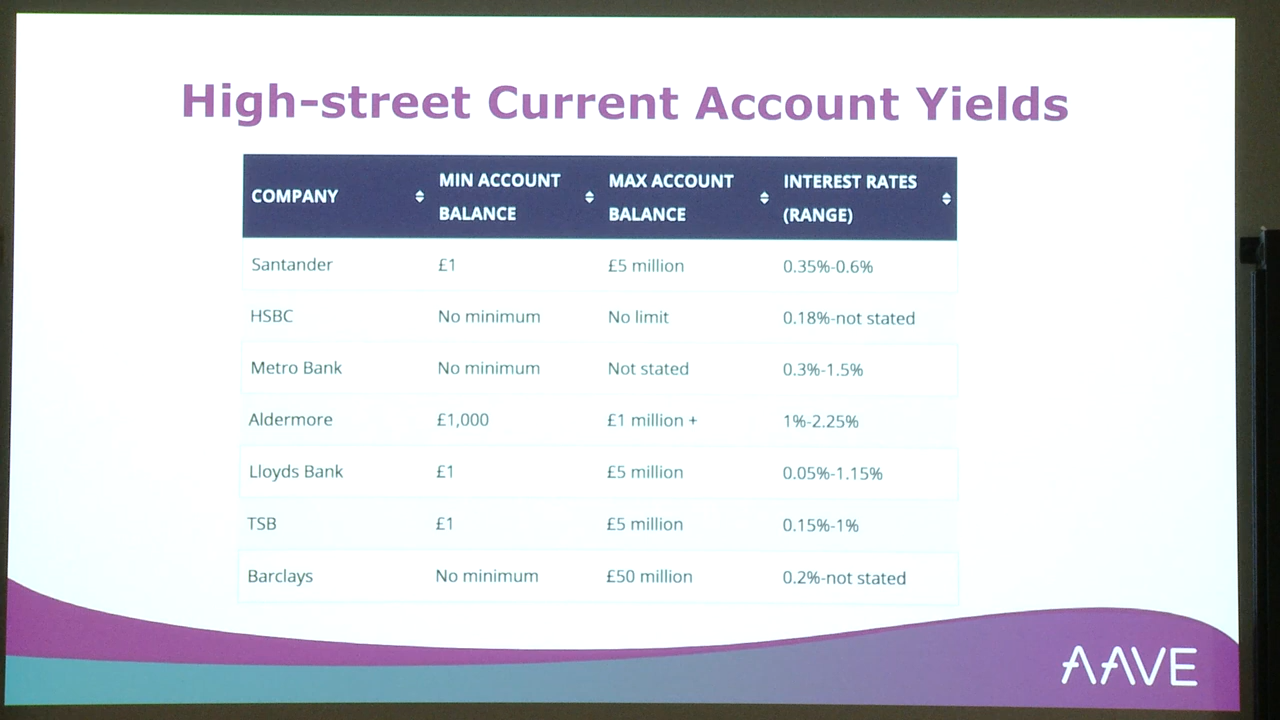 High-street Current Account Yields
COMPANY MIN ACCOUNT BALANCE MAX ACCOUNT BALANCE INTEREST RATES (RANGE)
Santander £1 £5 million 0.35%-0.6%
HSBC No minimum No limit 0.18%-not stated
Metro Bank No minimum Not stated 0.3%-1.5%
Aldermore £1,000 £1 million + 1%-2.25%
Lloyds Bank £1 £5 million 0.05%-1.15%
TSB £1 £5 million 0.15%-1%
Barclays No minimum £50 million 0.2%-not stated
AAVE